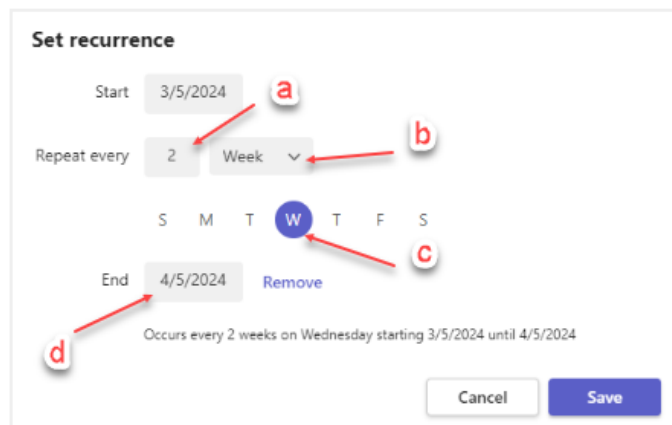 Set recurrence
Start 3/5/2024 a
Repeat every 2 Week b
S M T W T F S
c
End 4/5/2024 Remove
d
Occurs every 2 weeks on Wednesday starting 3/5/2024 until 4/5/2024
Cancel Save